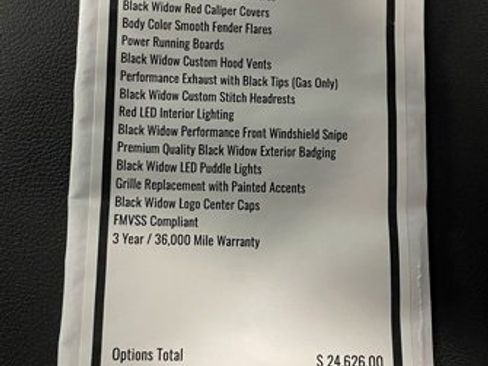 Black Widow Red Caliper Covers
Body Color Smooth Fender Flares
Power Running Boards
Black Widow Custom Hood Vents
Performance Exhaust with Black Tips (Gas Only)
Black Widow Custom Stitch Headrests
Red LED Interior Lighting
Black Widow Performance Front Windshield Snipe
Premium Quality Black Widow Exterior Badging
Black Widow LED Puddle Lights
Grille Replacement with Painted Accents
Black Widow Logo Center Caps
FMVSS Compliant
3 Year / 36,000 Mile Warranty
Options Total $ 24,626.00